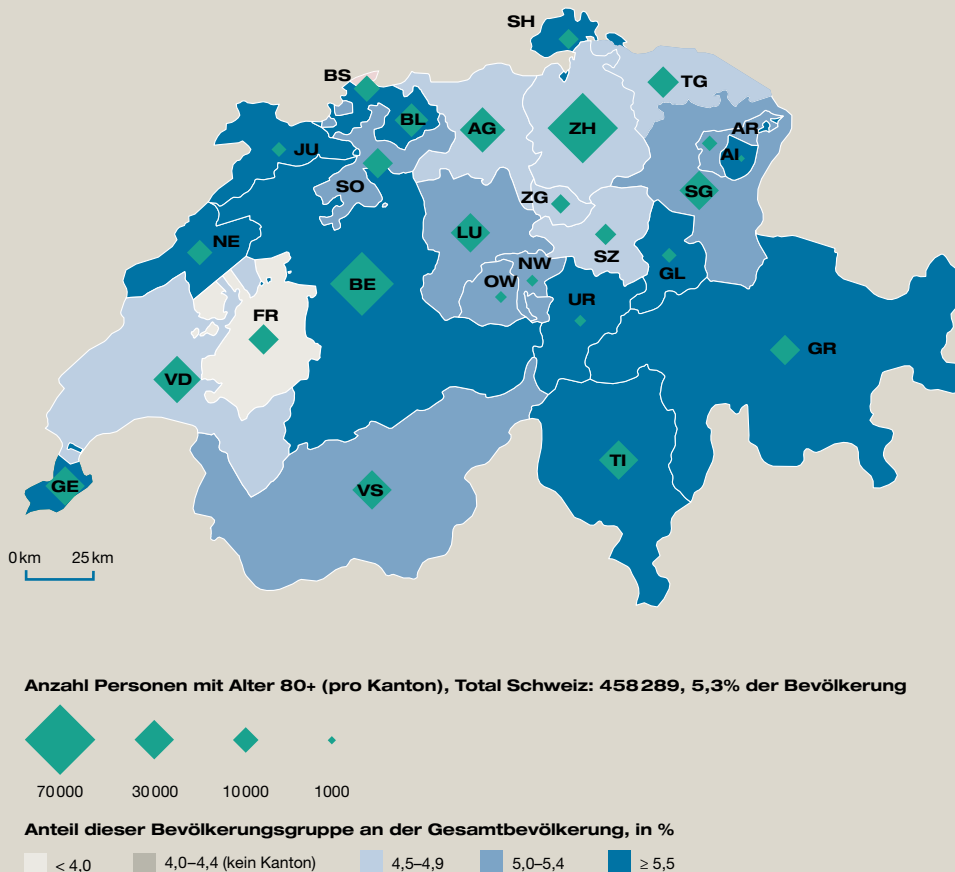 SH
BS
TG
BL
AG
ZH
AR
JU
AI
SO
ZG
SG
NE
LU
SZ
NW
GL
OW
BE
UR
FR
GR
VD
TI
GE
VS
0 km 25 km
Anzahl Personen mit Alter 80+ (pro Kanton), Total Schweiz: 458 289, 5,3% der Bevölkerung
70 000 30 000 10 000 1000
Anteil dieser Bevölkerungsgruppe an der Gesamtbevölkerung, in %
< 4,0 4,0–4,4 (kein Kanton) 4,5–4,9 5,0–5,4 ≥ 5,5